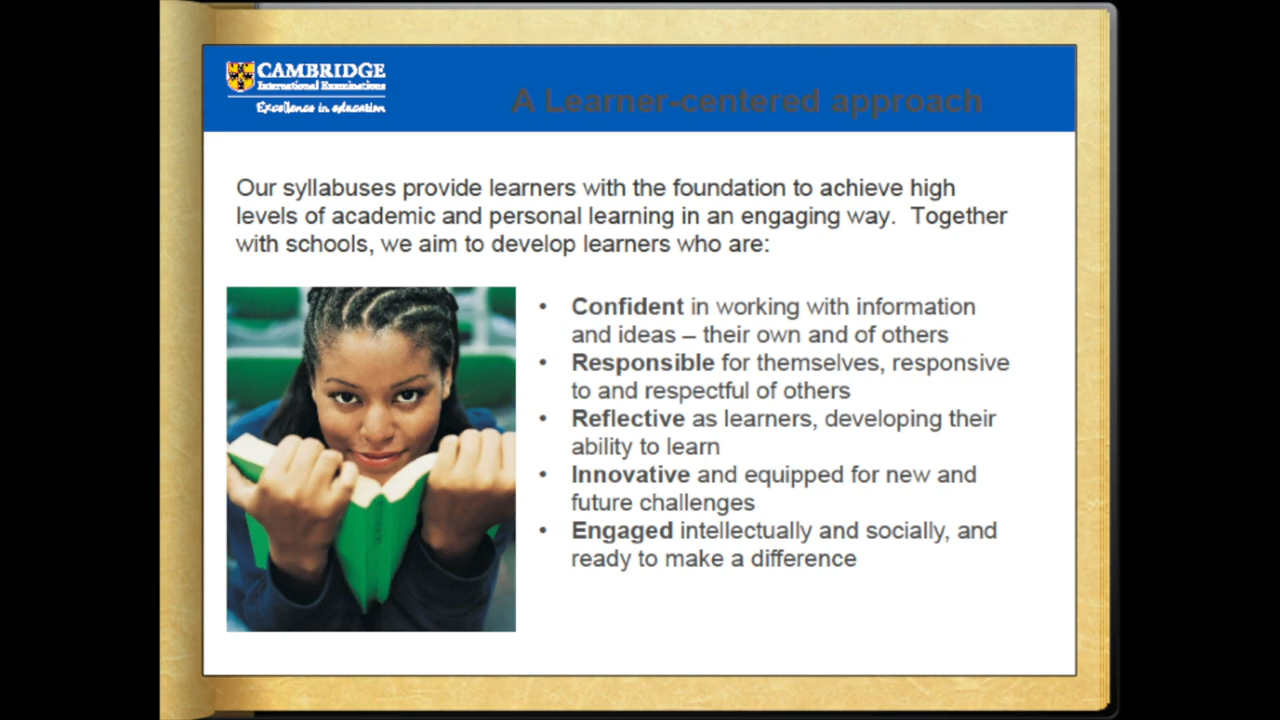 CAMBRIDGE
International Examinations
Excellence in education
A Learner-centered approach
Our syllabuses provide learners with the foundation to achieve high
levels of academic and personal learning in an engaging way.  Together
with schools, we aim to develop learners who are:
• Confident in working with information
and ideas – their own and of others
• Responsible for themselves, responsive
to and respectful of others
• Reflective as learners, developing their
ability to learn
• Innovative and equipped for new and
future challenges
• Engaged intellectually and socially, and
ready to make a difference